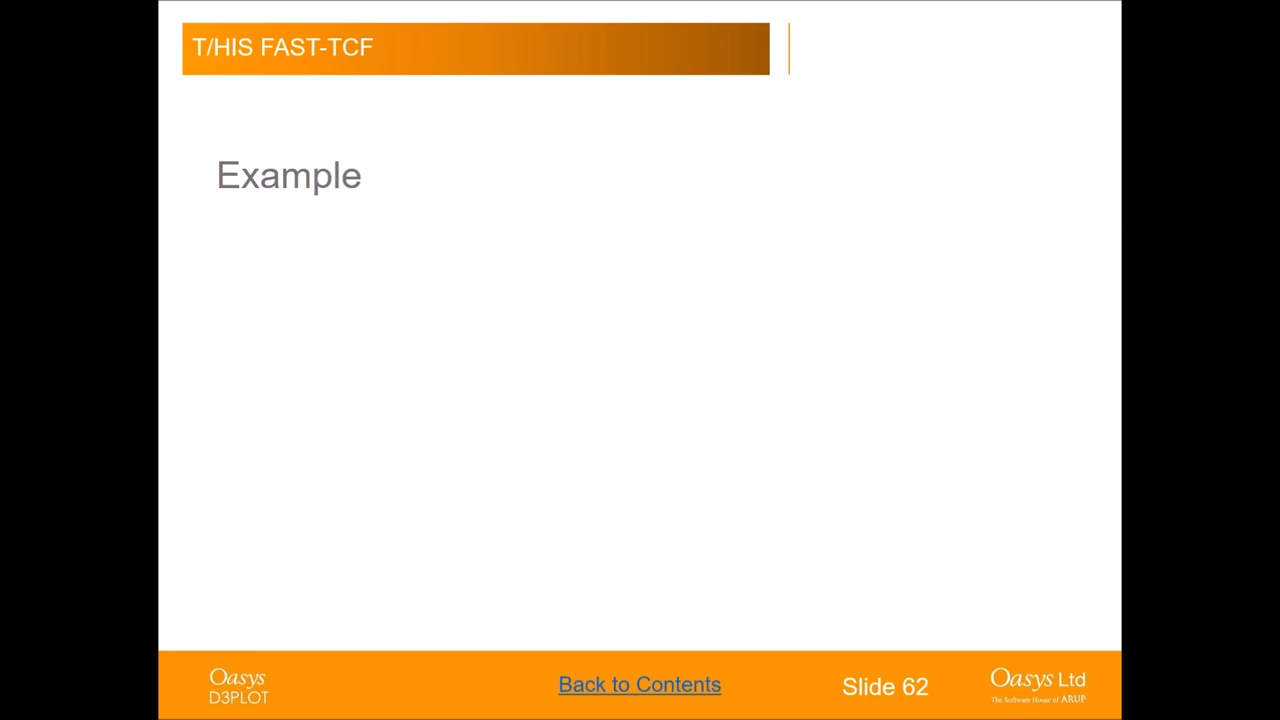 T/HIS FAST-TCF
Example
Oasys
D3PLOT
Back to Contents
Slide 62
Oasys Ltd
The Software House of ARUP